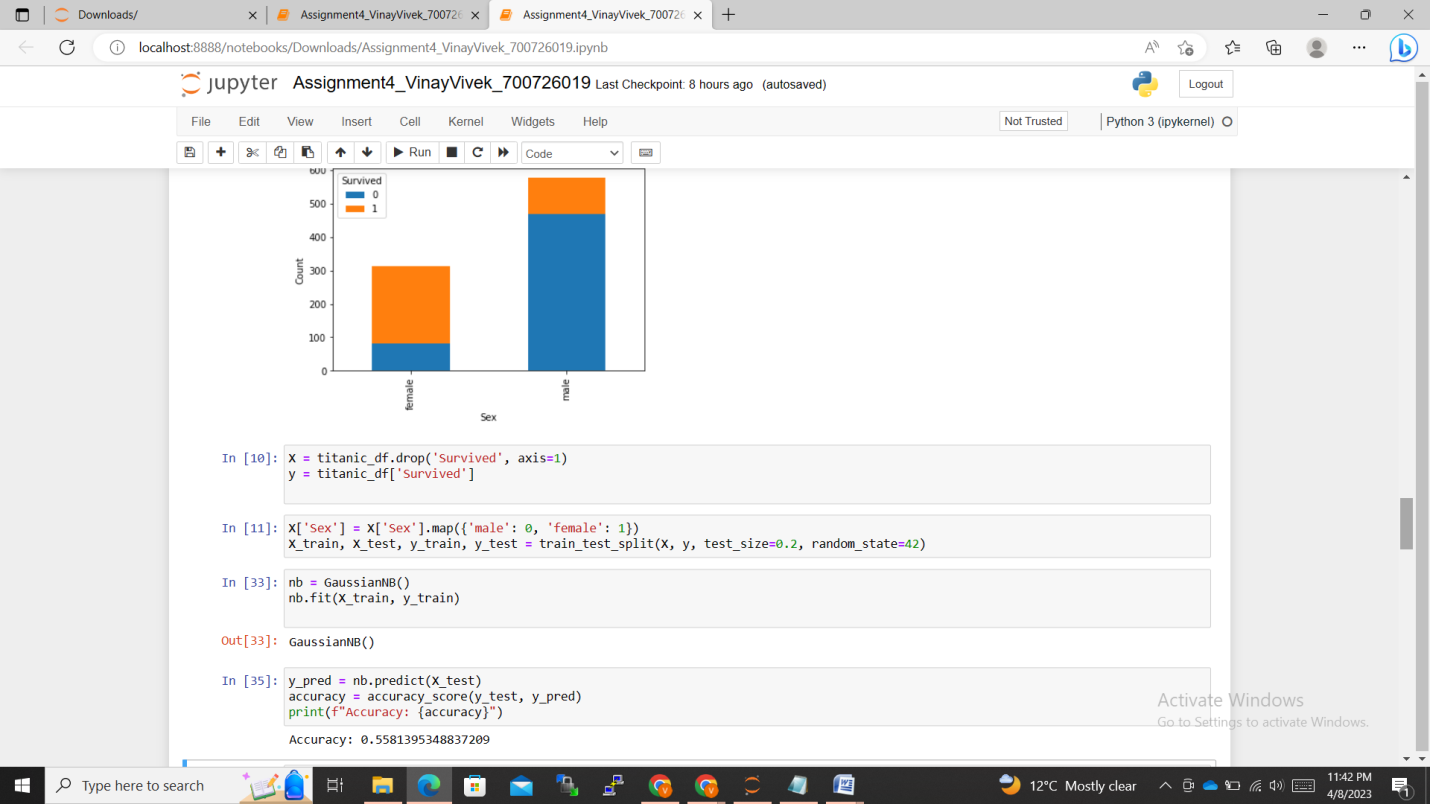 Downloads/
Assignment4_VinayVivek_70072
Assignment4_VinayVivek_70072
localhost:8888/notebooks/Downloads/Assignment4_VinayVivek_700726019.ipynb
jupyter Assignment4_VinayVivek_700726019 Last Checkpoint: 8 hours ago (autosaved)
Logout
File Edit View Insert Cell Kernel Widgets Help
Not Trusted Python 3 (ipykernel)
Run Code
600
500
400
300
200
100
0
Count
Survived
0
1
female
male
Sex
In [10]: X = titanic_df.drop('Survived', axis=1)
y = titanic_df['Survived']
In [11]: X['Sex'] = X['Sex'].map({'male': 0, 'female': 1})
X_train, X_test, y_train, y_test = train_test_split(X, y, test_size=0.2, random_state=42)
In [33]: nb = GaussianNB()
nb.fit(X_train, y_train)
Out[33]: GaussianNB()
In [35]: y_pred = nb.predict(X_test)
accuracy = accuracy_score(y_test, y_pred)
print(f"Accuracy: {accuracy}")
Accuracy: 0.5581395348837209
Activate Windows
Go to Settings to activate Windows.
Type here to search
12°C Mostly clear
11:42 PM
4/8/2023
1